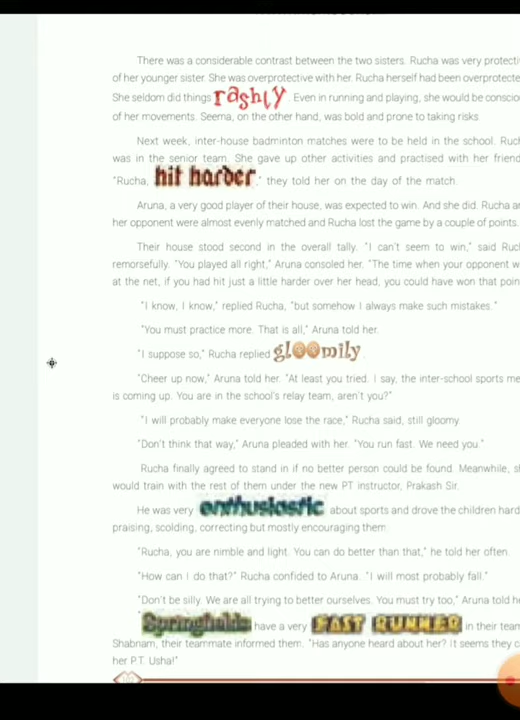 There was a considerable contrast between the two sisters. Rucha was very
of her younger sister. She was overprotective with her. Rucha herself had been
She seldom did things rashly. Even in running and playing, she would be
of her movements. Seema, on the other hand, was bold and prone to taking risks
Next week, inter-house badminton matches were to be held in the school.
was in the senior team. She gave up other activities and practised with her
"Rucha, hit harder," they told her on the day of the match.
Aruna, a very good player of their house, was expected to win. And she did. Rucha
her opponent were almost evenly matched and Rucha lost the game by a couple of points.
Their house stood second in the overall tally. "I can't seem to win," said
remorsefully. "You played all right," Aruna consoled her. "The time when your opponent
at the net, if you had hit just a little harder over her head, you could have won that
"I know, I know," replied Rucha, "but somehow I always make such mistakes."
"You must practice more. That is all," Aruna told her.
"I suppose so," Rucha replied gloomily.
"Cheer up now," Aruna told her. "At least you tried. I say, the inter-school sports
is coming up. You are in the school's relay team, aren't you?"
"I will probably make everyone lose the race," Rucha said, still gloomy.
"Don't think that way," Aruna pleaded with her. "You run fast. We need you."
Rucha finally agreed to stand in if no better person could be found. Meanwhile,
would train with the rest of them under the new PT instructor, Prakash Sir.
He was very enthusiastic about sports and drove the children
praising, scolding, correcting but mostly encouraging them.
"Rucha, you are nimble and light. You can do better than that," he told her often.
"How can I do that?" Rucha confided to Aruna. "I will most probably fall."
"Don't be silly. We are all trying to better ourselves. You must try too," Aruna told
"Springfields have a very FAST RUNNER in their
Shabnam, their teammate informed them. "Has anyone heard about her? It seems they
her P.T. Usha!"